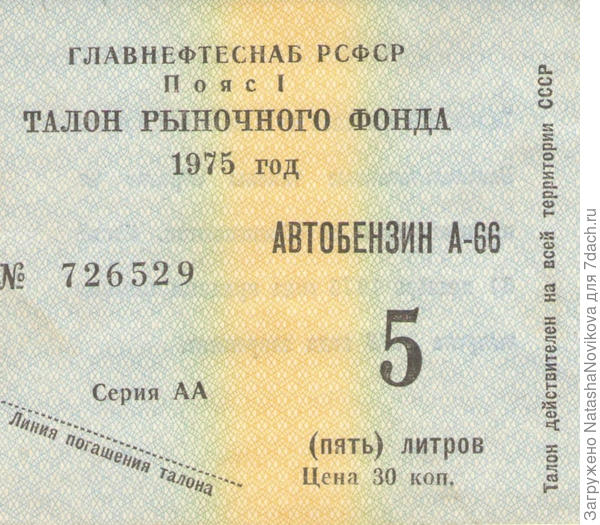 ГЛАВНЕФТЕСНАБ РСФСР
Пояс I
ТАЛОН РЫНОЧНОГО ФОНДА
1975 год
АВТОБЕНЗИН А-66
№ 726529
5
Серия АА
Линия погашения талона
(пять) литров
Цена 30 коп.
Талон действителен на всей территории СССР
Загружено NatashaNovikova для 7dach.ru